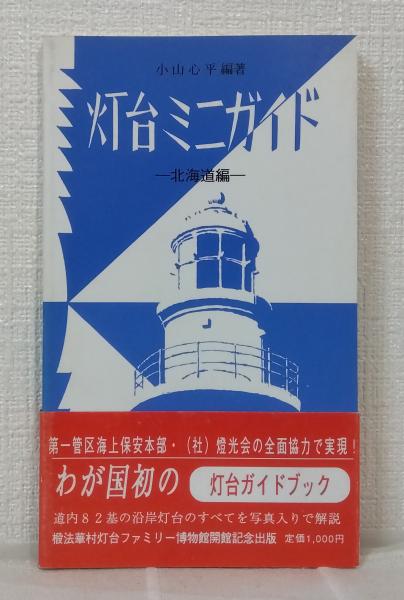 小山心平編著
灯台ミニガイド
―北海道編―
第一管区海上保安本部・(社)燈光会の全面協力で実現!
わが国初の 灯台ガイドブック
道内82基の沿岸灯台のすべてを写真入りで解説
椴法華村灯台ファミリー博物館開館記念出版 定価1,000円